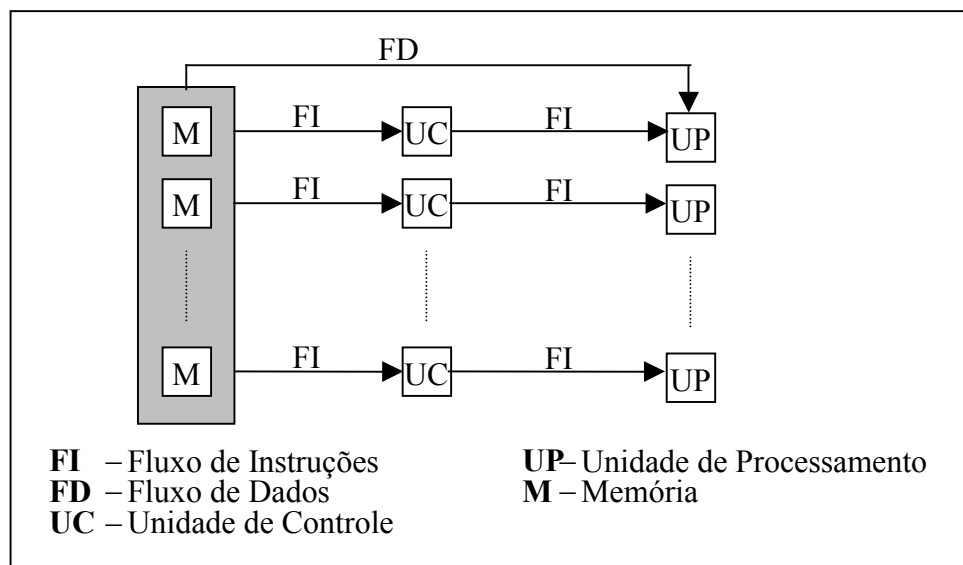 FD
M FI UC FI UP
M FI UC FI UP
M FI UC FI UP
FI – Fluxo de Instruções
FD – Fluxo de Dados
UC – Unidade de Controle
UP– Unidade de Processamento
M – Memória